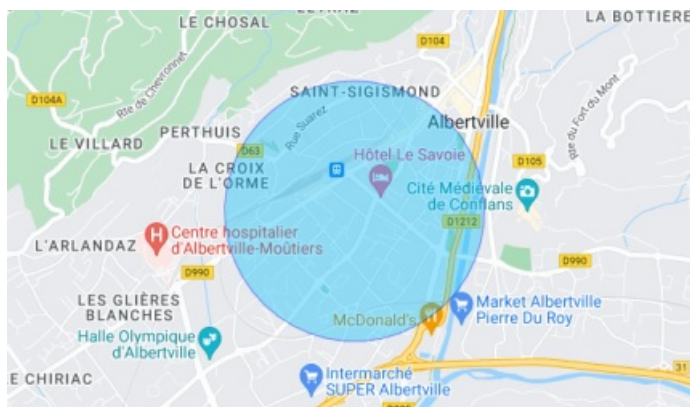 LE CHOSAL
LA BOTTIERE
D104
D104A
Rte de Chevronnet
SAINT-SIGISMOND
Rue Suarez
Albertville
Rte du Fort du Mont
LE VILLARD
PERTHUIS
D63
Hôtel Le Savoie
D105
LA CROIX
DE L'ORME
Cité Médiévale
de Conflans
D1212
Centre hospitalier
d'Albertville-Moûtiers
L'ARLANDAZ
D990
D990
LES GLIÈRES
BLANCHES
Market Albertville
Pierre Du Roy
McDonald's
Halle Olympique
d'Albertville
31
E CHIRIAC
Intermarché
SUPER Albertville